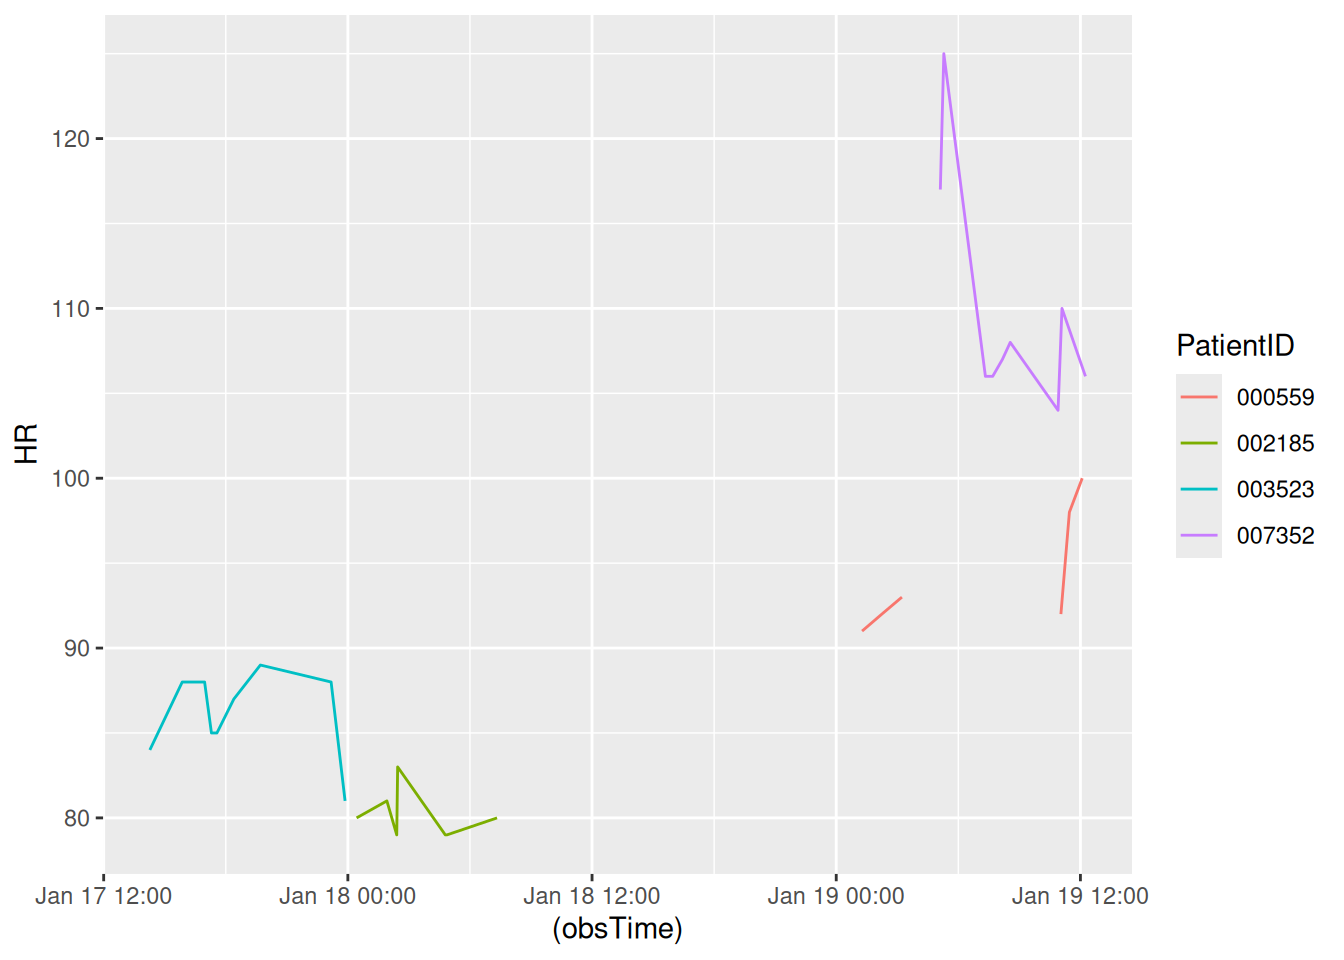 120
110
100
90
80
HR
Jan 17 12:00
Jan 18 00:00
Jan 18 12:00
Jan 19 00:00
Jan 19 12:00
(obsTime)
PatientID
000559
002185
003523
007352